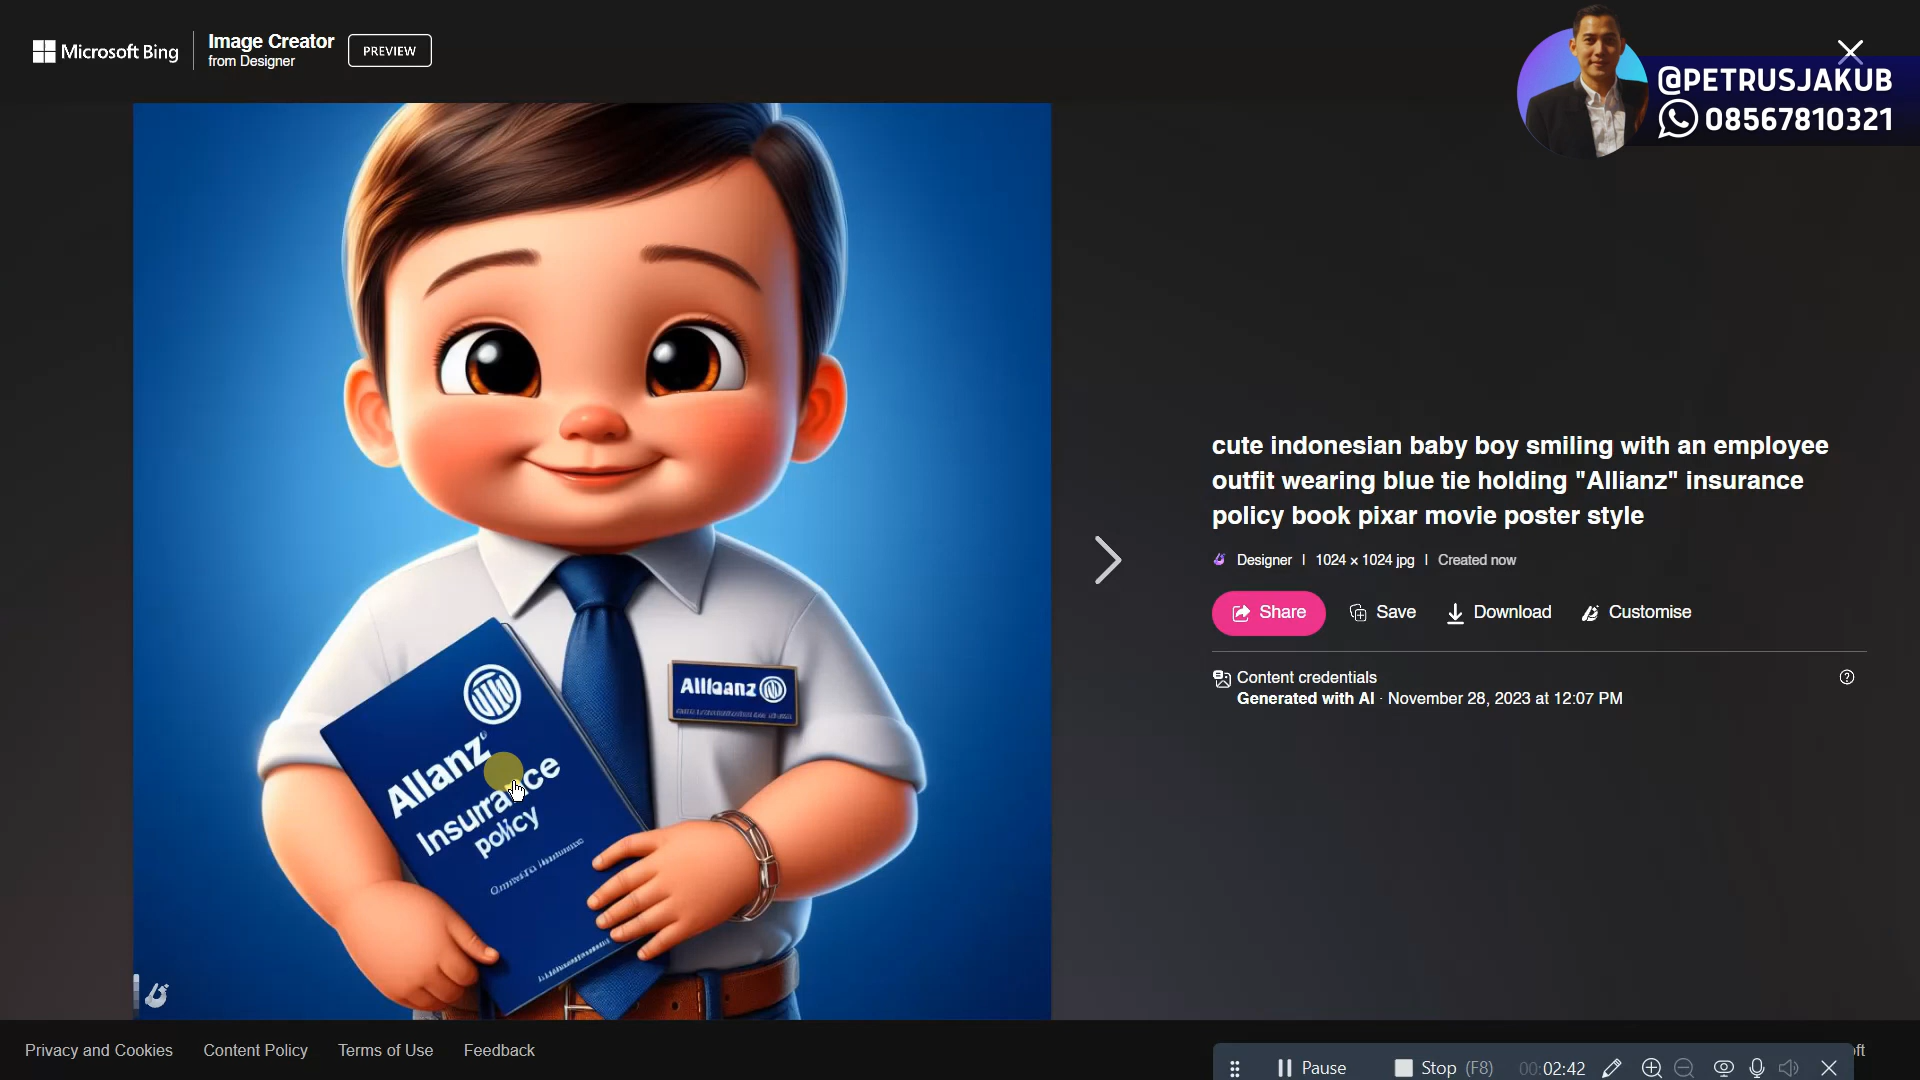 Microsoft Bing
Image Creator
from Designer
PREVIEW
@PETRUSJAKUB
08567810321
Alliaanz
Allanz
Insurrance
policy
cute indonesian baby boy smiling with an employee
outfit wearing blue tie holding "Allianz" insurance
policy book pixar movie poster style
Designer | 1024 × 1024 jpg | Created now
Share Save Download Customise
Content credentials
Generated with AI · November 28, 2023 at 12:07 PM
Privacy and Cookies Content Policy Terms of Use Feedback
Pause Stop (F8) 00:02:42